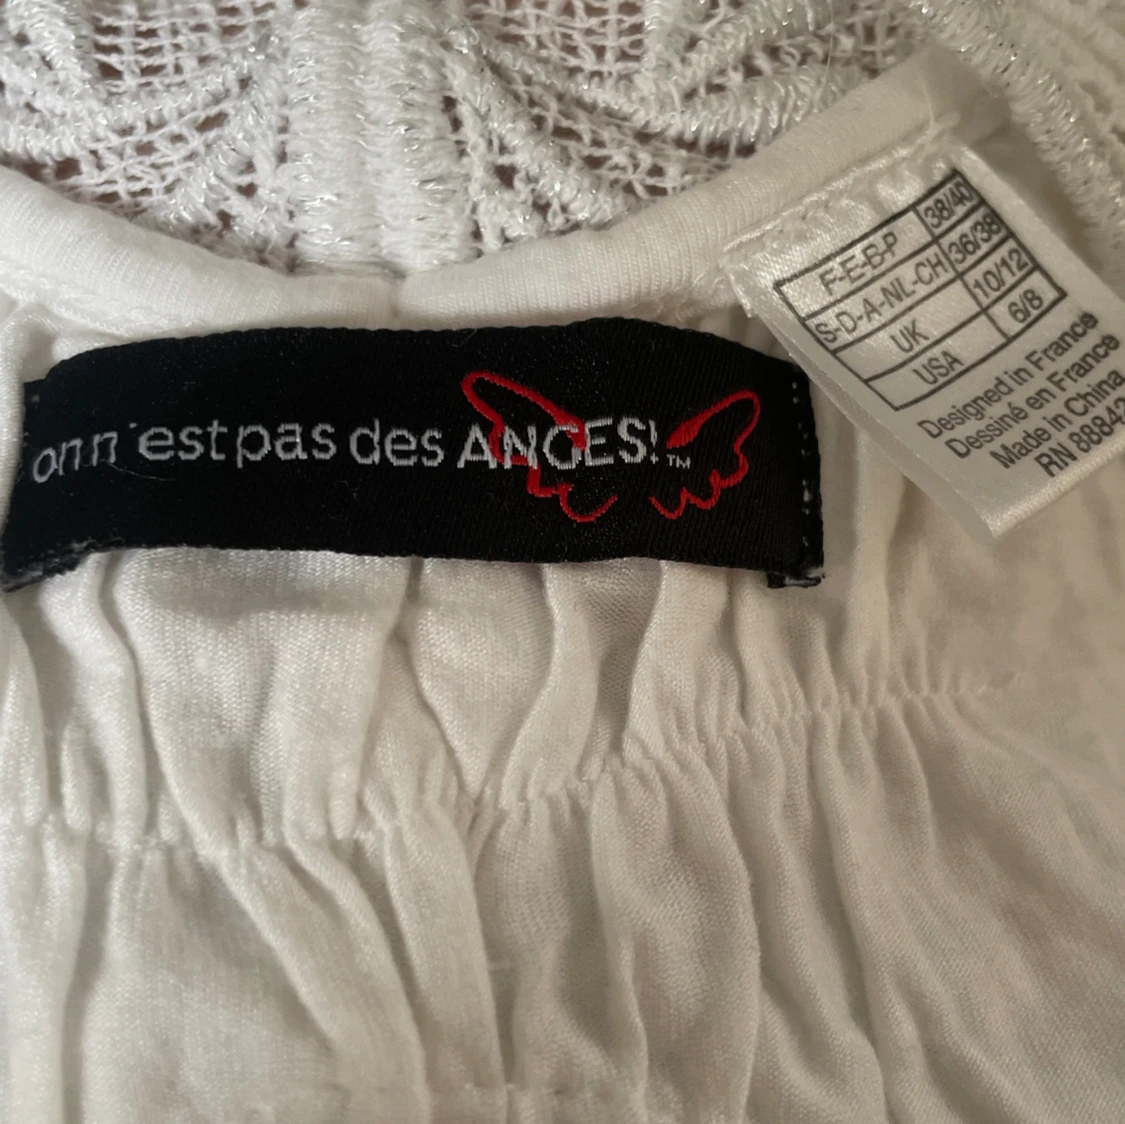 on n'est pas des ANGES!™
F-E-B-P 38/40
S-D-A-NL-CH 36/38
UK 10/12
USA 6/8
Designed in France
Dessiné en France
Made in China